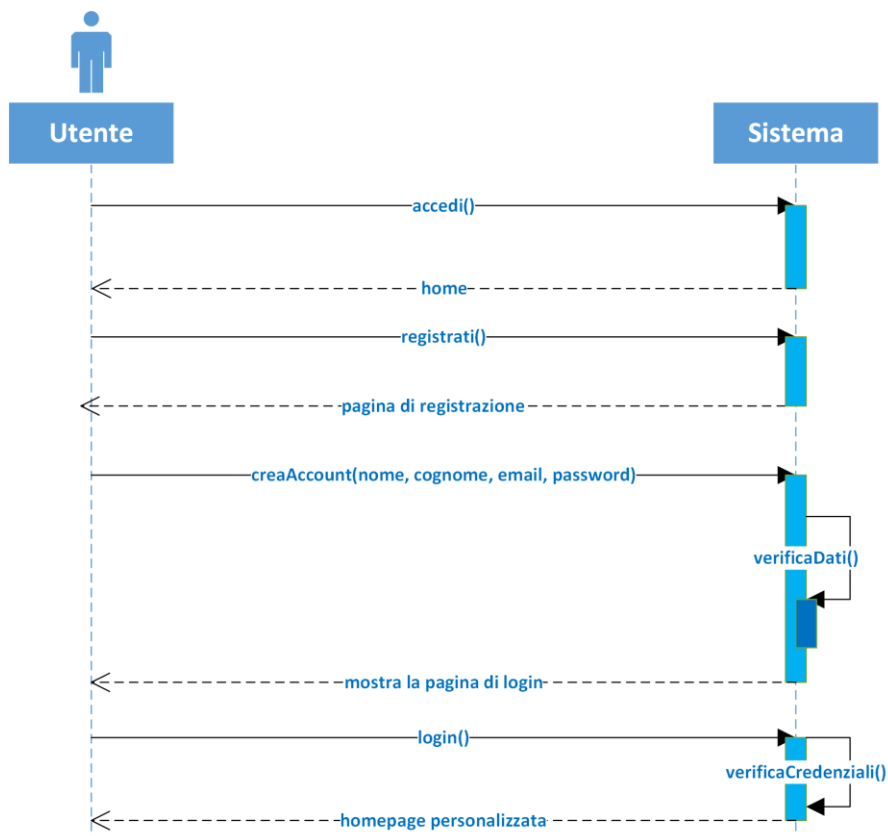 Utente
Sistema
accedi()
home
registrati()
pagina di registrazione
creaAccount(nome, cognome, email, password)
verificaDati()
mostra la pagina di login
login()
verificaCredenziali()
homepage personalizzata